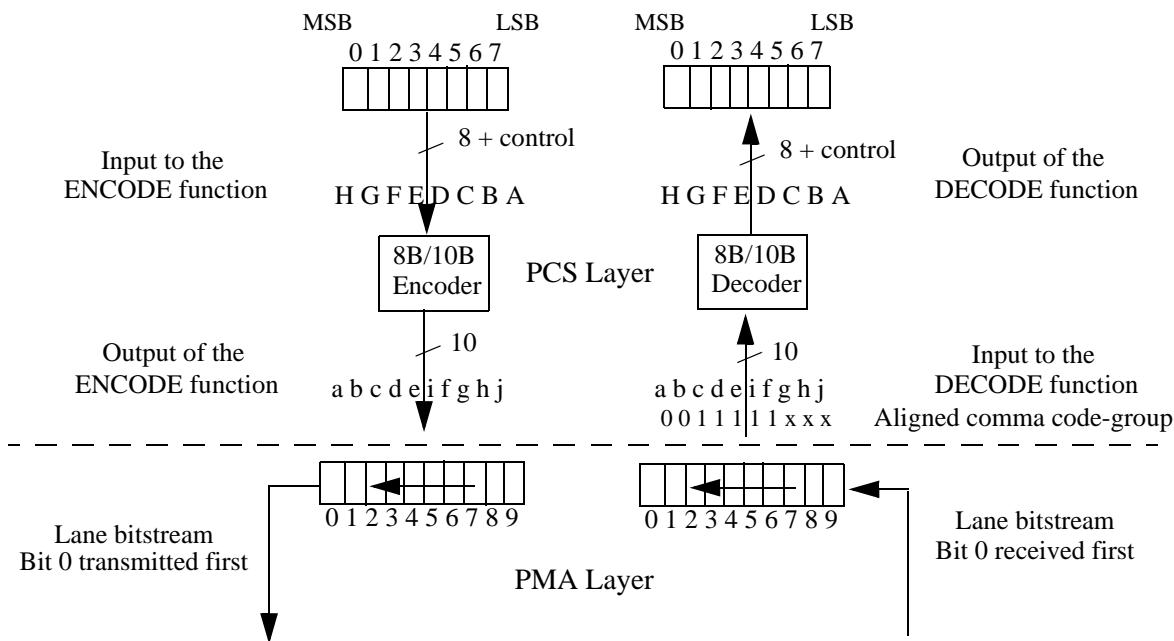 MSB LSB
0 1 2 3 4 5 6 7
8 + control
Input to the
ENCODE function
H G F E D C B A
8B/10B
Encoder
10
Output of the
ENCODE function
a b c d e i f g h j
0 1 2 3 4 5 6 7 8 9
Lane bitstream
Bit 0 transmitted first
PCS Layer
PMA Layer
MSB LSB
0 1 2 3 4 5 6 7
8 + control
Output of the
DECODE function
H G F E D C B A
8B/10B
Decoder
10
Input to the
DECODE function
a b c d e i f g h j
0 0 1 1 1 1 1 x x x
Aligned comma code-group
0 1 2 3 4 5 6 7 8 9
Lane bitstream
Bit 0 received first